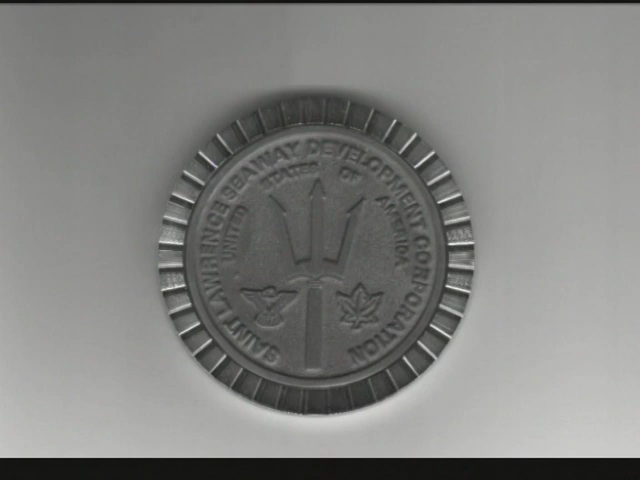 SAINT LAWRENCE SEAWAY DEVELOPMENT CORPORATION
UNITED STATES OF AMERICA